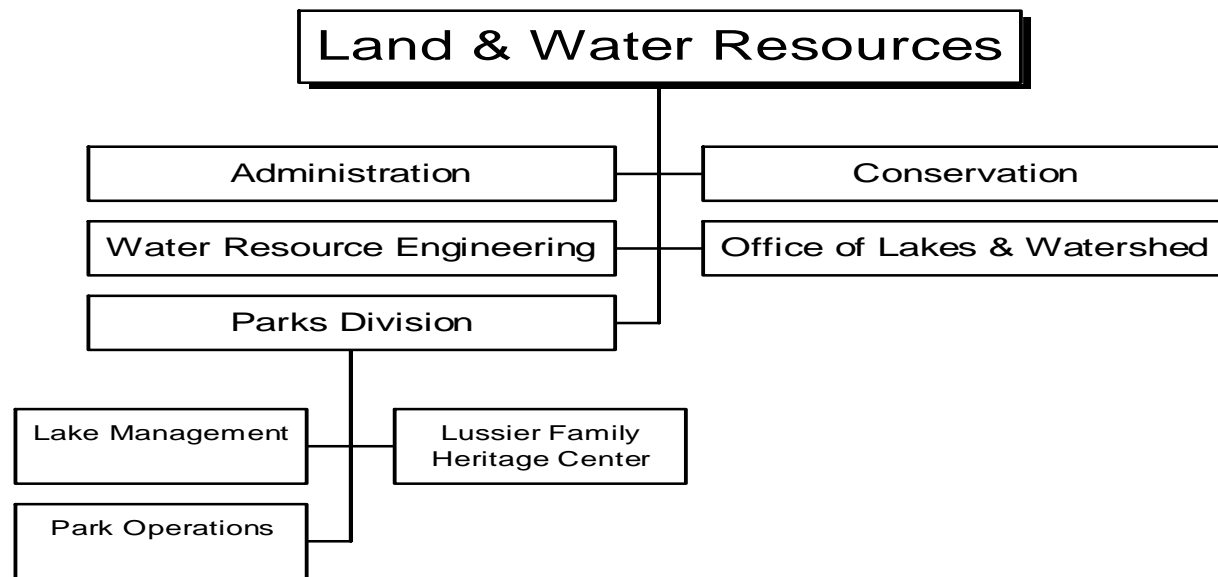 Land & Water Resources
Administration
Conservation
Water Resource Engineering
Office of Lakes & Watershed
Parks Division
Lake Management
Lussier Family
Heritage Center
Park Operations